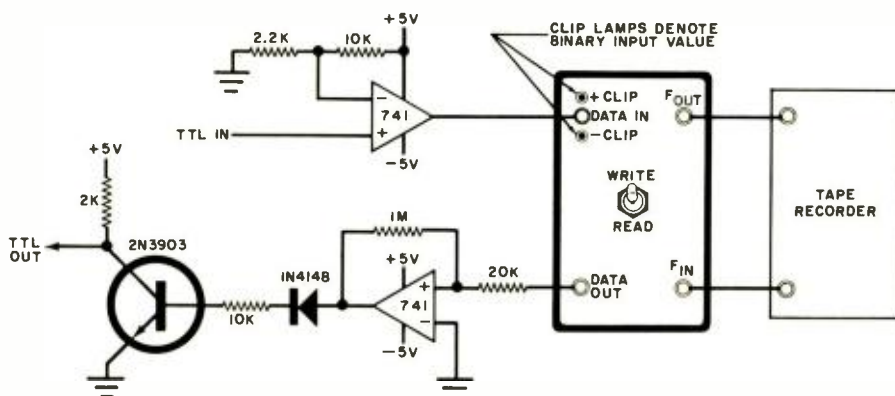 +5V
2.2K
10K
CLIP LAMPS DENOTE
BINARY INPUT VALUE
−
741
+
TTL IN
−5V
+ CLIP
DATA IN
− CLIP
FOUT
WRITE
READ
TAPE
RECORDER
+5V
2K
TTL
OUT
2N3903
10K
1N4148
1M
+5V
+
741
−
−5V
20K
DATA
OUT
FIN